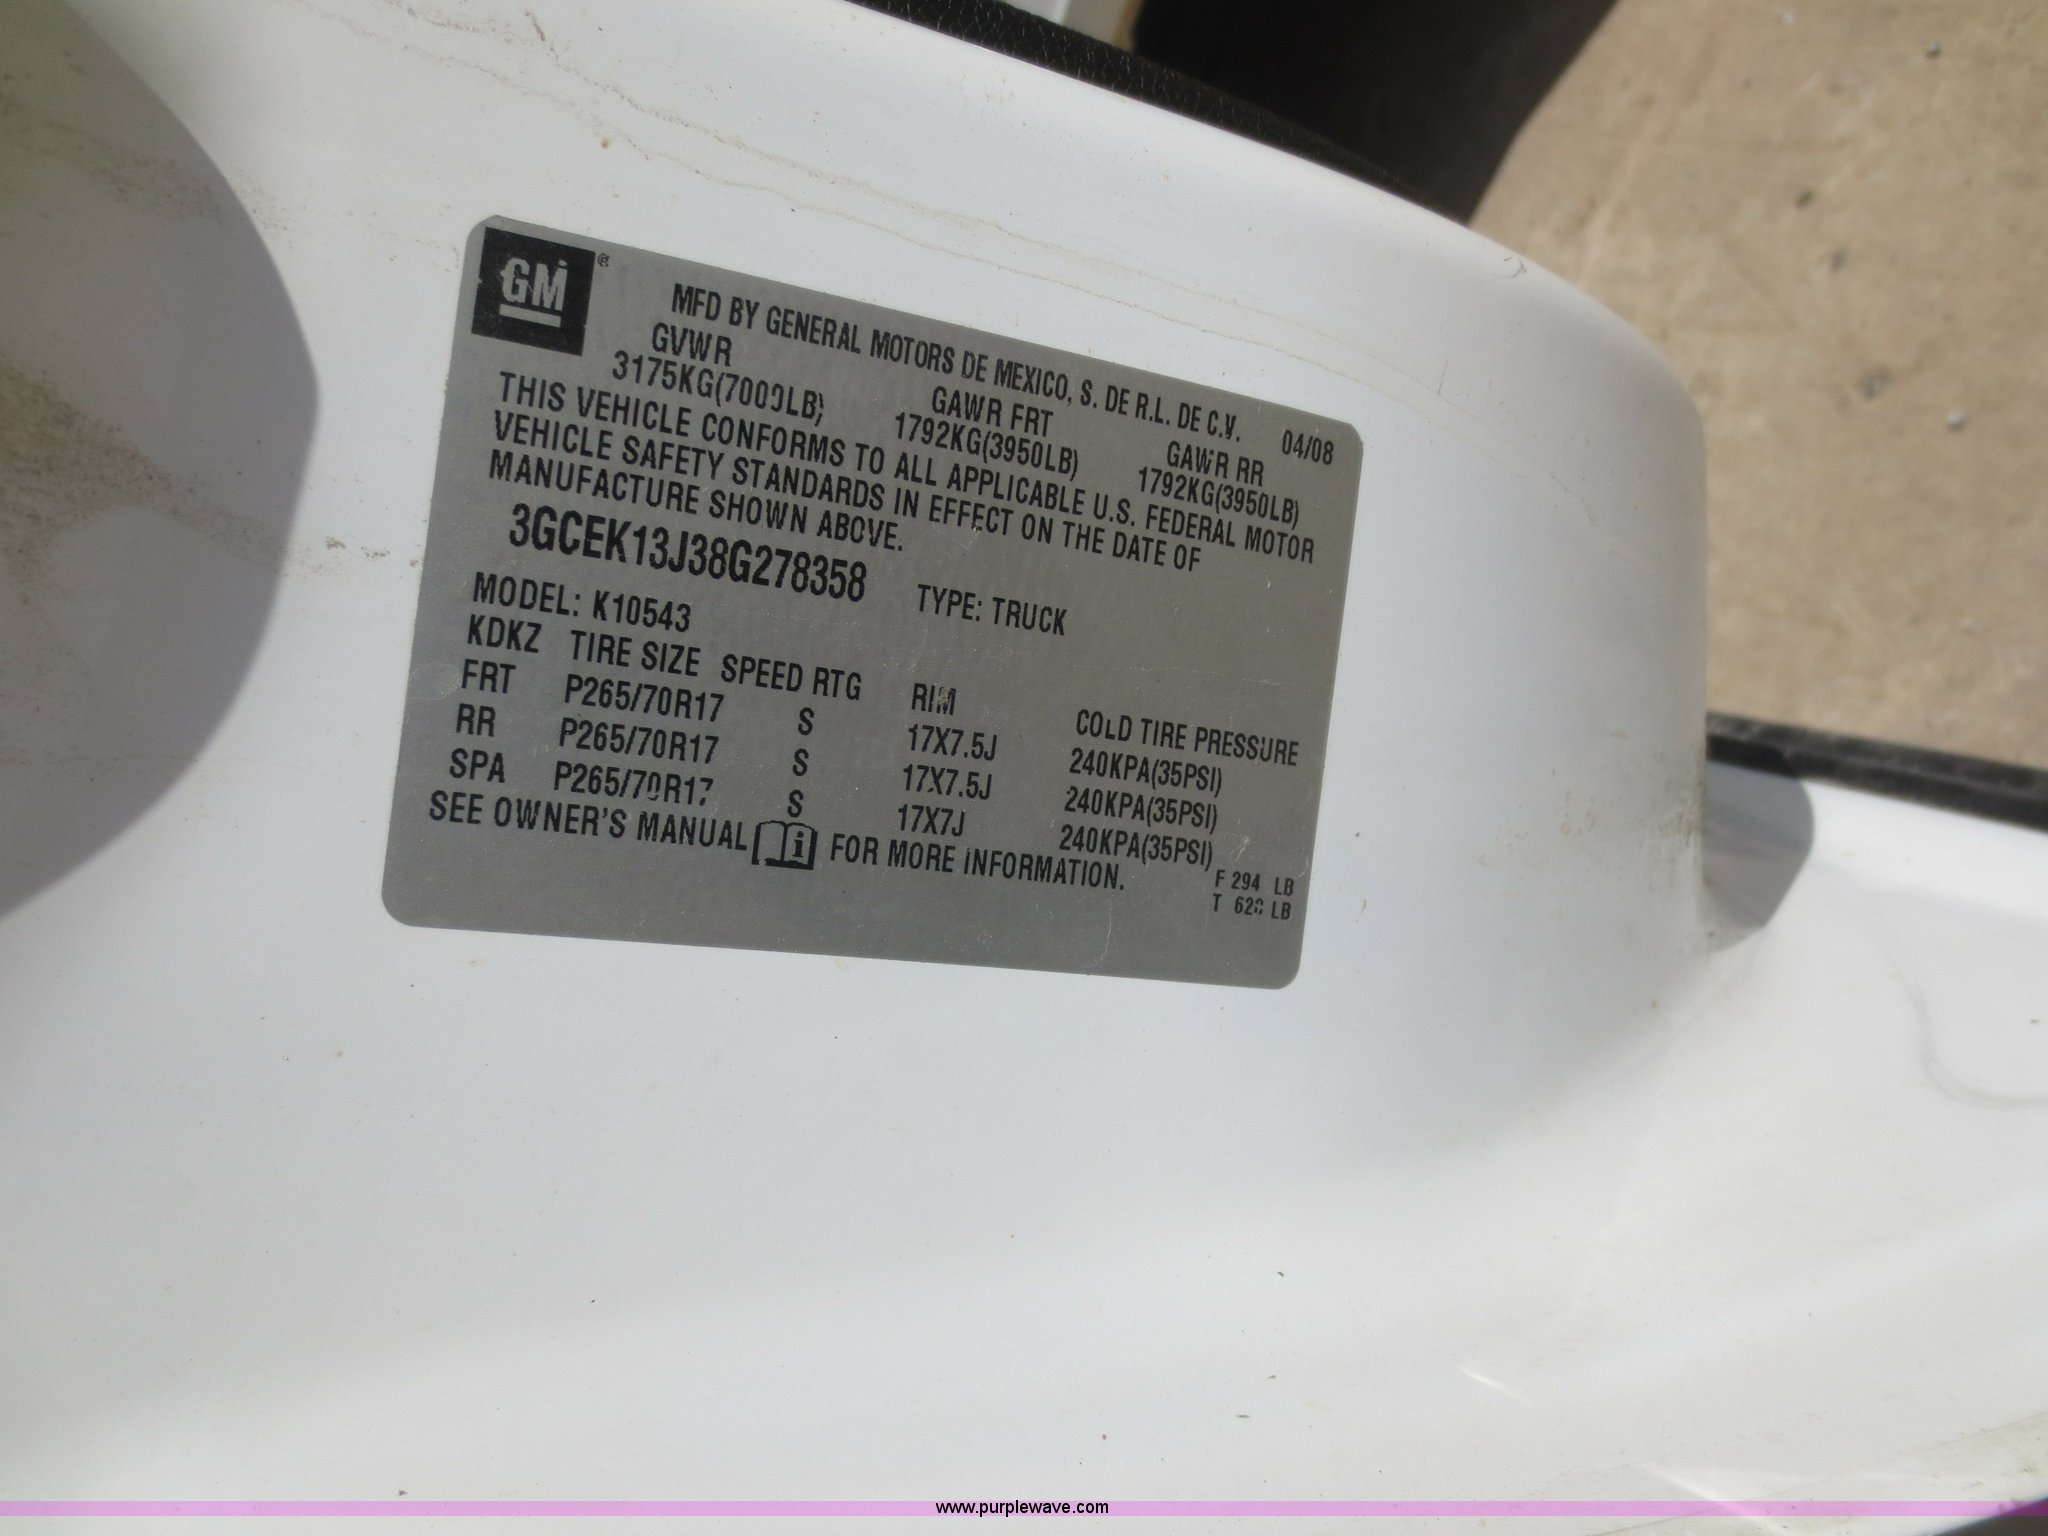 GM ®
MFD BY GENERAL MOTORS DE MEXICO, S. DE R.L. DE C.V. 04/08
GVWR GAWR FRT GAWR RR
3175KG(7000LB) 1792KG(3950LB) 1792KG(3950LB)
THIS VEHICLE CONFORMS TO ALL APPLICABLE U.S. FEDERAL MOTOR
VEHICLE SAFETY STANDARDS IN EFFECT ON THE DATE OF
MANUFACTURE SHOWN ABOVE.
3GCEK13J38G278358 TYPE: TRUCK
MODEL: K10543
KDKZ TIRE SIZE SPEED RTG RIM COLD TIRE PRESSURE
FRT P265/70R17 S 17X7.5J 240KPA(35PSI)
RR P265/70R17 S 17X7.5J 240KPA(35PSI)
SPA P265/70R17 S 17X7J 240KPA(35PSI)
SEE OWNER'S MANUAL i FOR MORE INFORMATION.
F 294 LB
T LB
www.purplewave.com